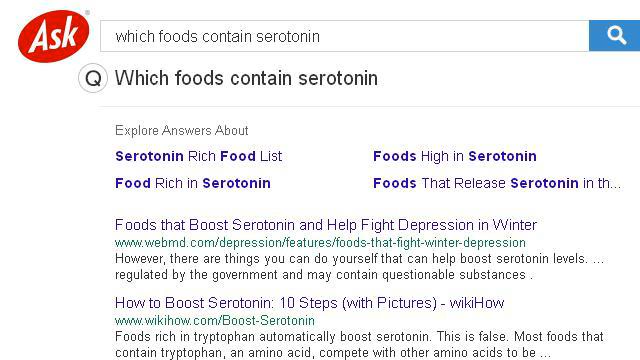 Ask®
which foods contain serotonin
Q Which foods contain serotonin
Explore Answers About
Serotonin Rich Food List
Foods High in Serotonin
Food Rich in Serotonin
Foods That Release Serotonin in th...
Foods that Boost Serotonin and Help Fight Depression in Winter
www.webmd.com/depression/features/foods-that-fight-winter-depression
However, there are things you can do yourself that can help boost serotonin levels. ...
regulated by the government and may contain questionable substances .
How to Boost Serotonin: 10 Steps (with Pictures) - wikiHow
www.wikihow.com/Boost-Serotonin
Foods rich in tryptophan automatically boost serotonin. This is false. Most foods that
contain tryptophan, an amino acid, compete with other amino acids to be ...